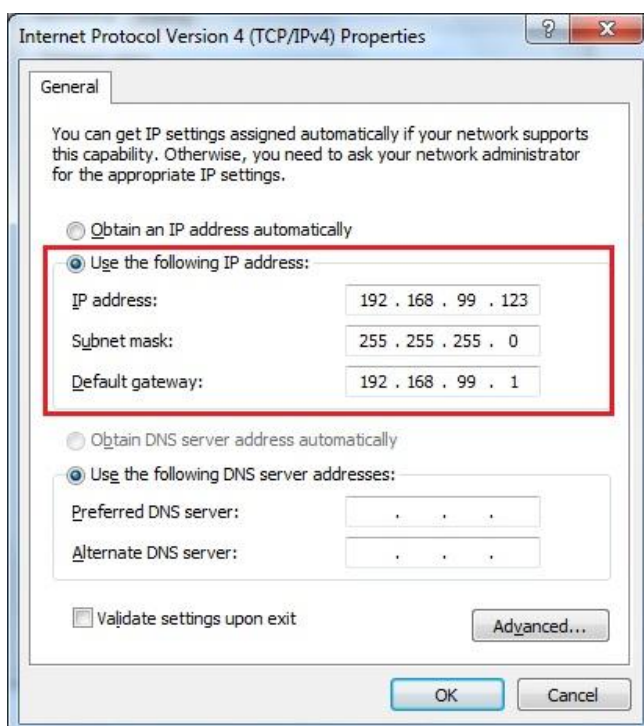 Internet Protocol Version 4 (TCP/IPv4) Properties
General
You can get IP settings assigned automatically if your network supports
this capability. Otherwise, you need to ask your network administrator
for the appropriate IP settings.
Obtain an IP address automatically
Use the following IP address:
IP address: 192 . 168 . 99 . 123
Subnet mask: 255 . 255 . 255 . 0
Default gateway: 192 . 168 . 99 . 1
Obtain DNS server address automatically
Use the following DNS server addresses:
Preferred DNS server: . . .
Alternate DNS server: . . .
Validate settings upon exit
Advanced...
OK Cancel